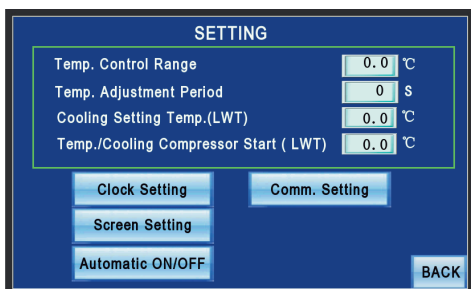 SETTING
Temp. Control Range 0.0 ℃
Temp. Adjustment Period 0 S
Cooling Setting Temp.(LWT) 0.0 ℃
Temp./Cooling Compressor Start ( LWT) 0.0 ℃
Clock Setting Comm. Setting
Screen Setting
Automatic ON/OFF
BACK